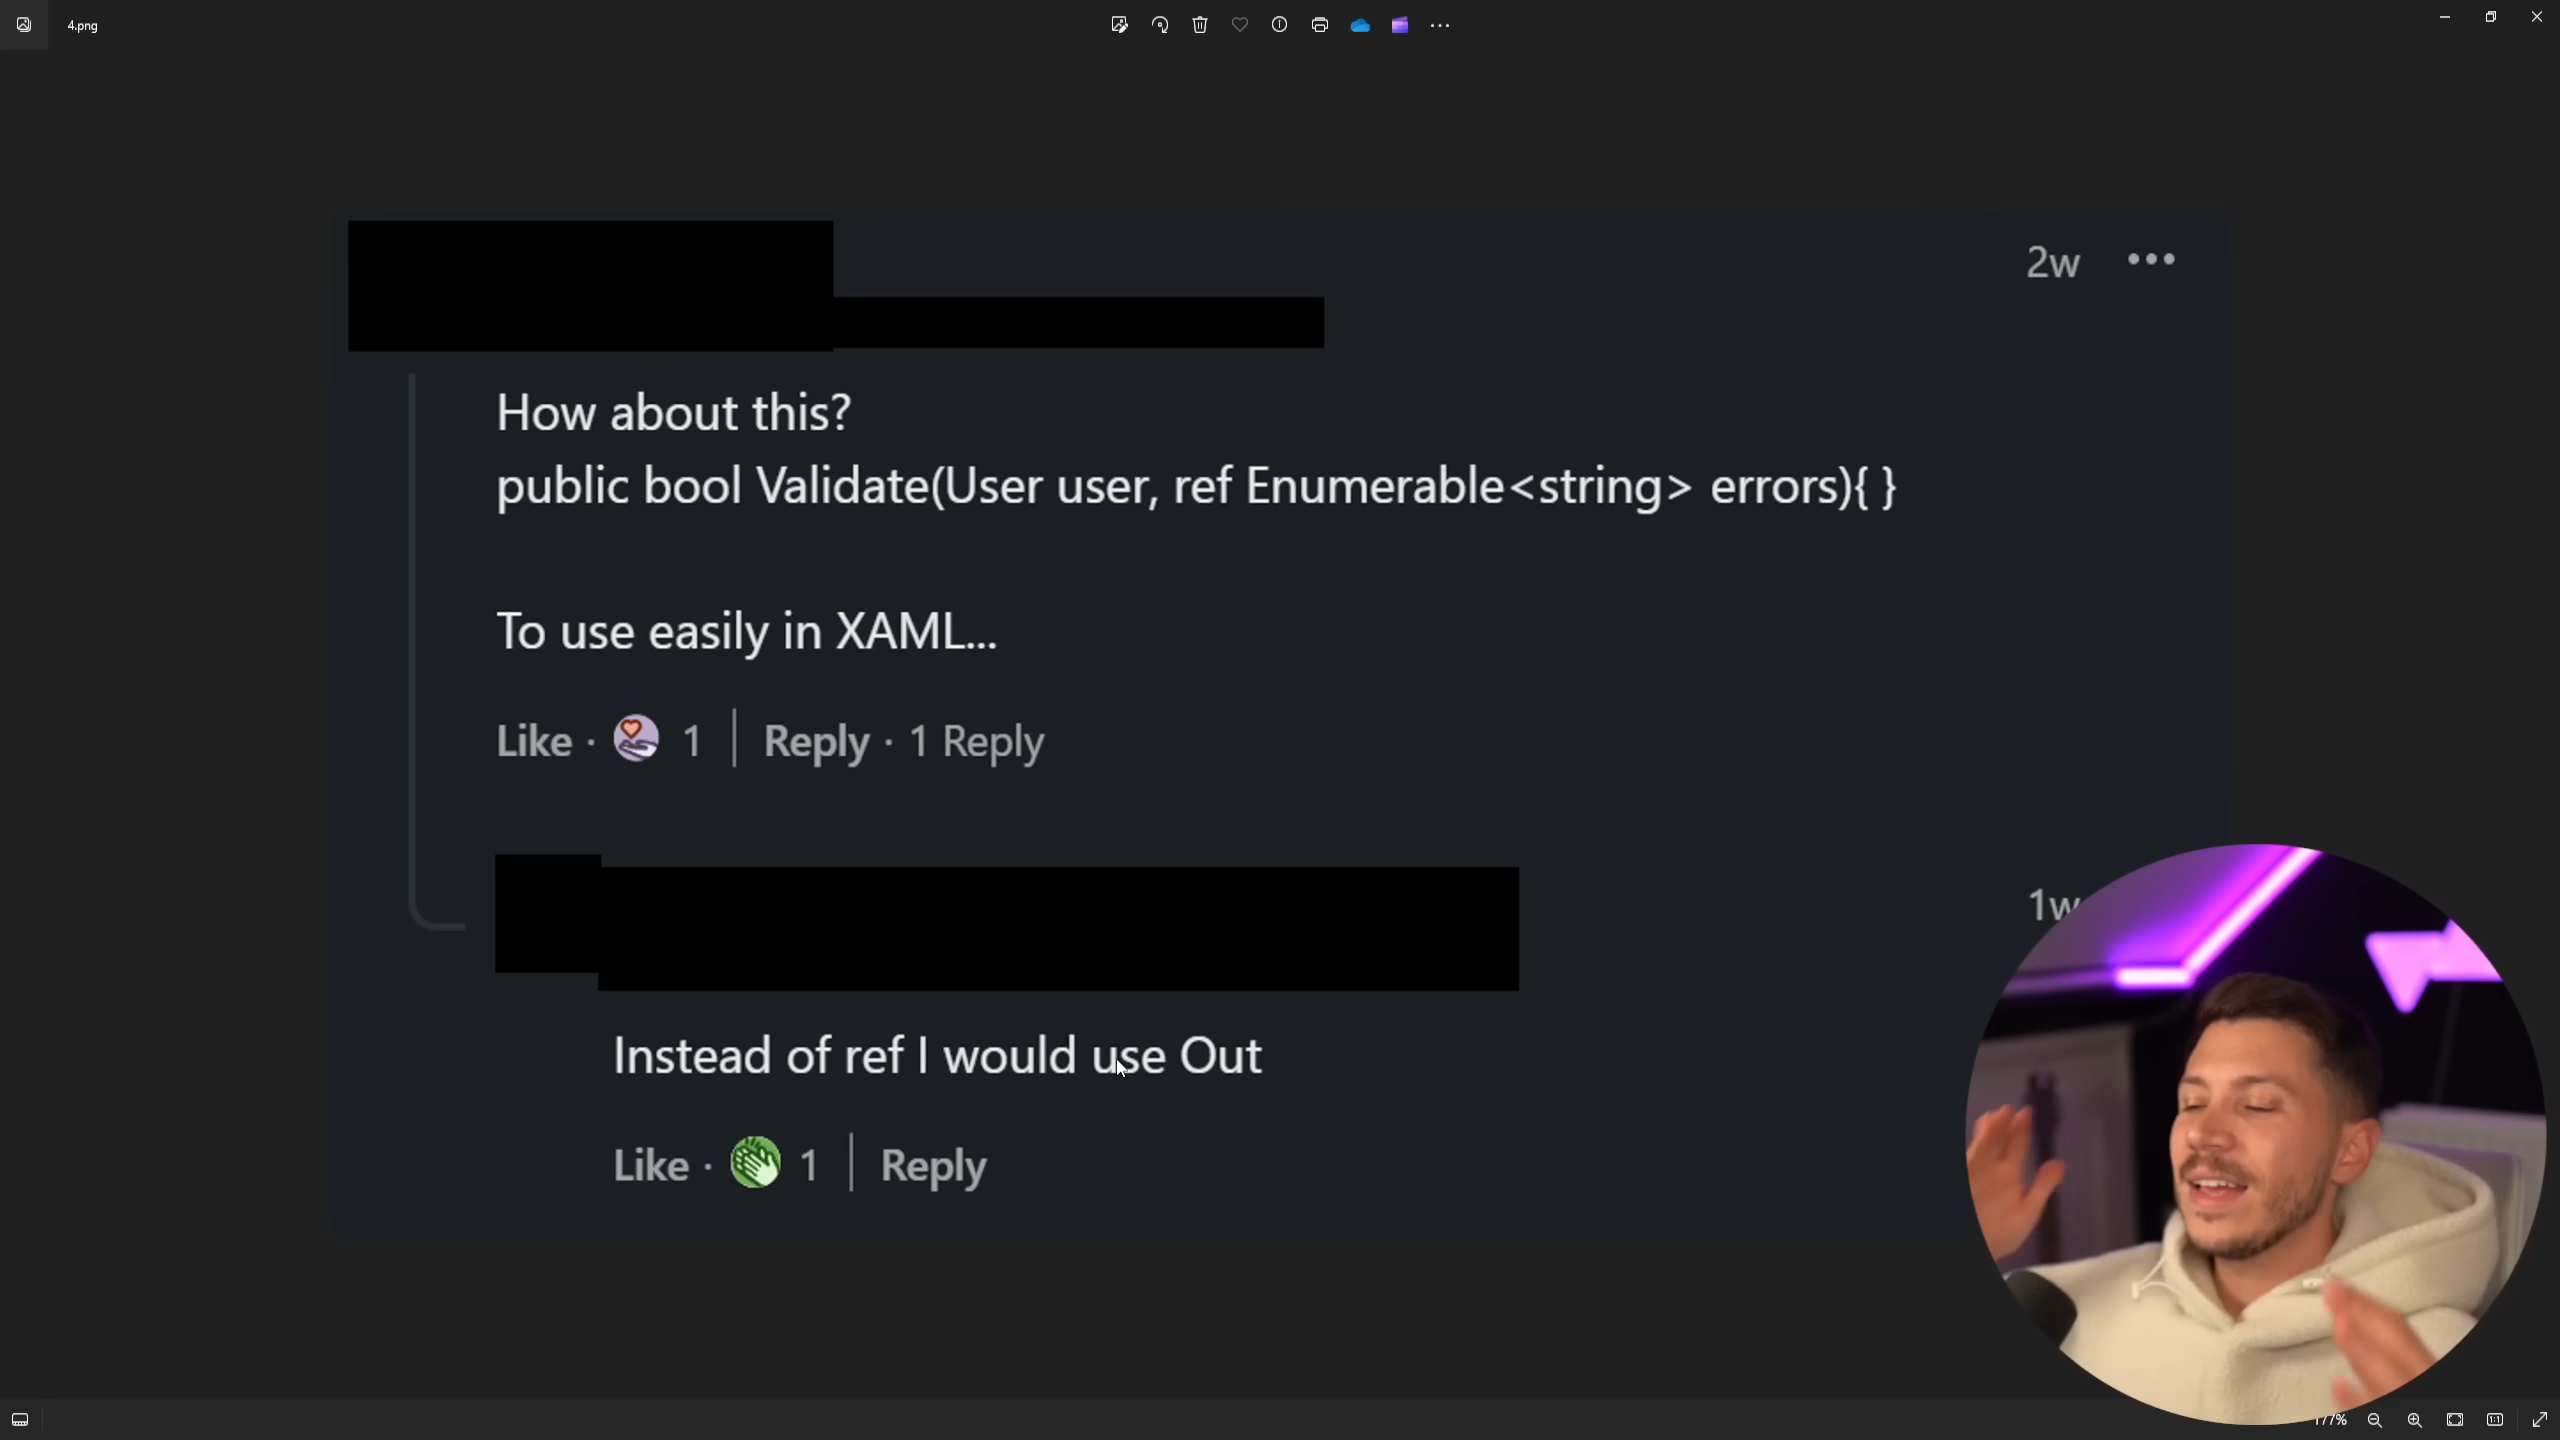 4.png
2w
How about this?
public bool Validate(User user, ref Enumerable<string> errors){ }
To use easily in XAML...
Like · 1 | Reply · 1 Reply
1w
Instead of ref I would use Out
Like · 1 | Reply
177%